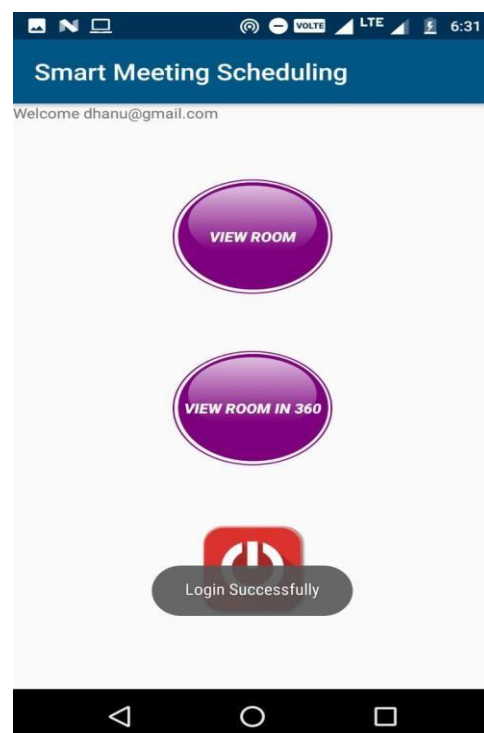 VOLTE LTE 6:31
Smart Meeting Scheduling
Welcome dhanu@gmail.com
VIEW ROOM
VIEW ROOM IN 360
Login Successfully